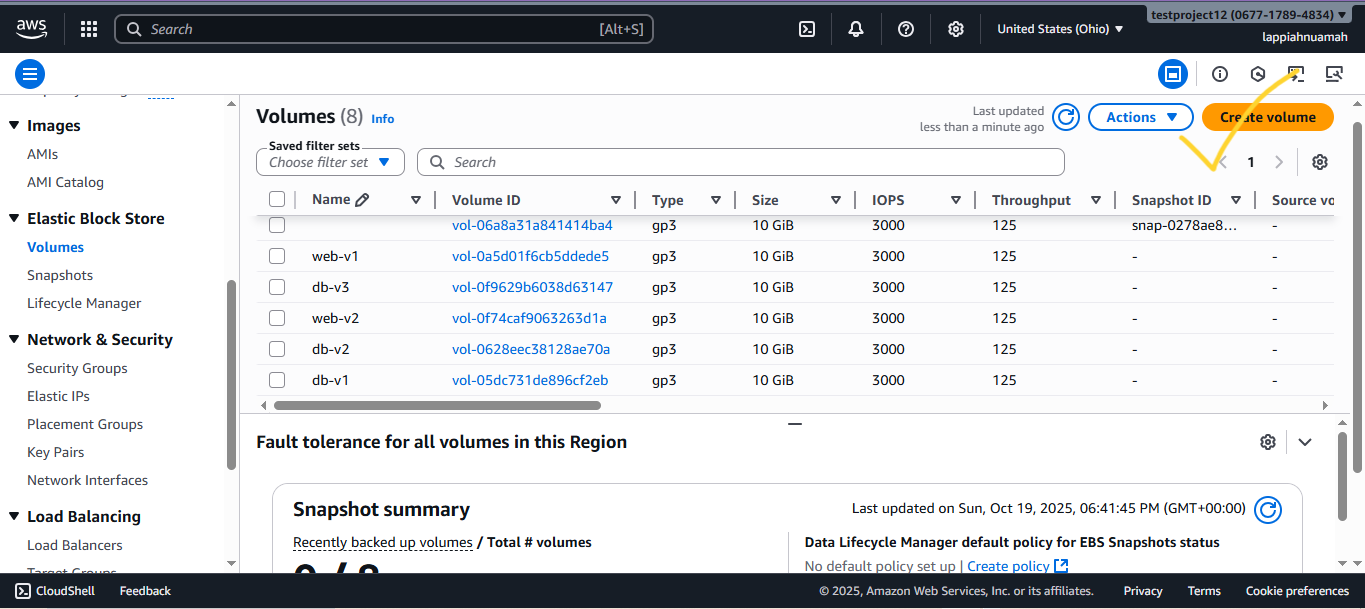 aws Search [Alt+S] United States (Ohio) testproject12 (0677-1789-4834)
lappiahnuamah
Images
AMIs
AMI Catalog
Elastic Block Store
Volumes
Snapshots
Lifecycle Manager
Network & Security
Security Groups
Elastic IPs
Placement Groups
Key Pairs
Network Interfaces
Load Balancing
Load Balancers
Target Groups
Volumes (8) Info
Last updated
less than a minute ago
Actions
Create volume
Saved filter sets
Choose filter set
Search
1
Name Volume ID Type Size IOPS Throughput Snapshot ID Source vo
vol-06a8a31a841414ba4 gp3 10 GiB 3000 125 snap-0278ae8... -
web-v1 vol-0a5d01f6cb5ddede5 gp3 10 GiB 3000 125 - -
db-v3 vol-0f9629b6038d63147 gp3 10 GiB 3000 125 - -
web-v2 vol-0f74caf9063263d1a gp3 10 GiB 3000 125 - -
db-v2 vol-0628eec38128ae70a gp3 10 GiB 3000 125 - -
db-v1 vol-05dc731de896cf2eb gp3 10 GiB 3000 125 - -
Fault tolerance for all volumes in this Region
Snapshot summary
Last updated on Sun, Oct 19, 2025, 06:41:45 PM (GMT+00:00)
Recently backed up volumes / Total # volumes
0 / 8
Data Lifecycle Manager default policy for EBS Snapshots status
No default policy set up | Create policy
CloudShell Feedback © 2025, Amazon Web Services, Inc. or its affiliates. Privacy Terms Cookie preferences